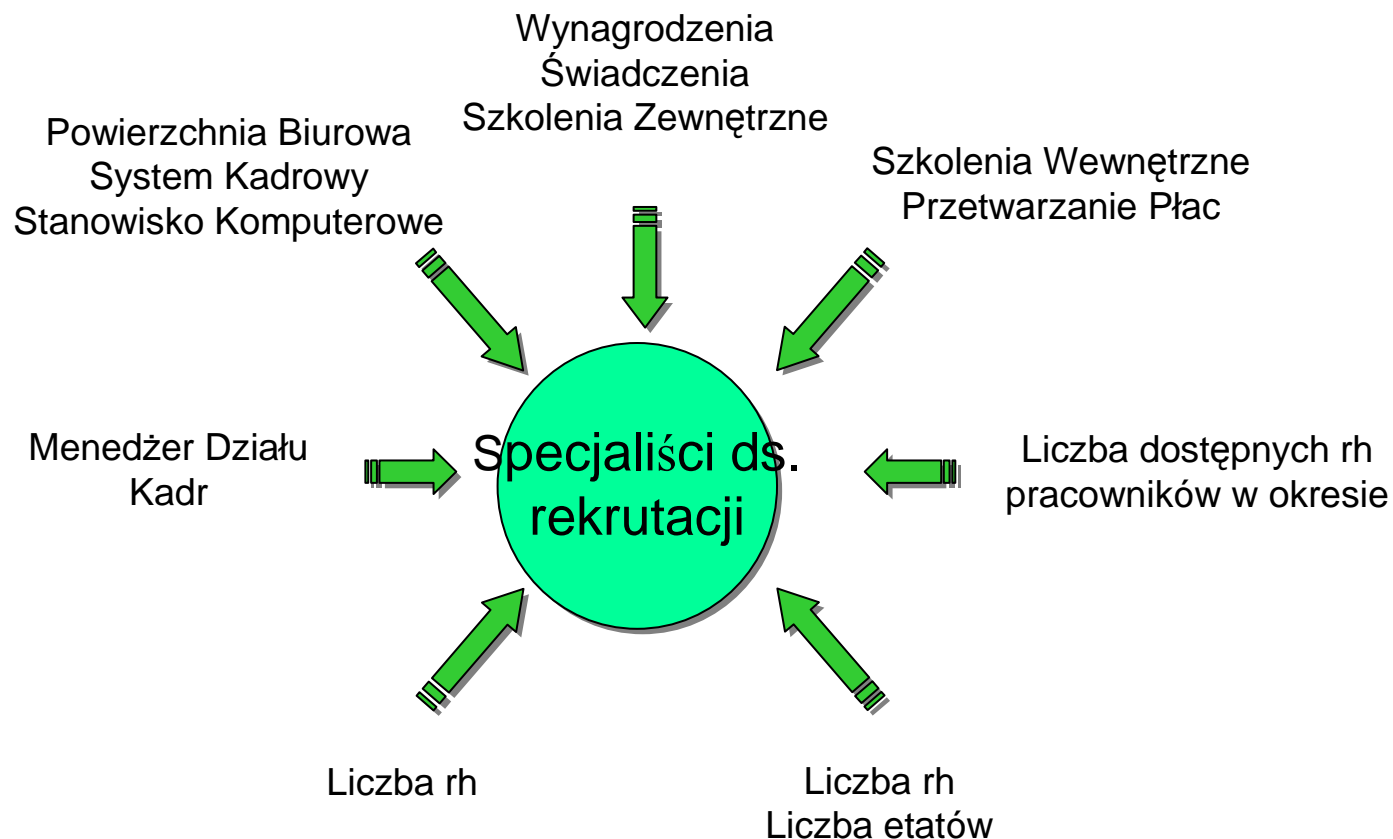 Wynagrodzenia
Świadczenia
Szkolenia Zewnętrzne
Powierzchnia Biurowa
System Kadrowy
Stanowisko Komputerowe
Szkolenia Wewnętrzne
Przetwarzanie Płac
Menedżer Działu
Kadr
Specjaliści ds.
rekrutacji
Liczba dostępnych rh
pracowników w okresie
Liczba rh
Liczba rh
Liczba etatów